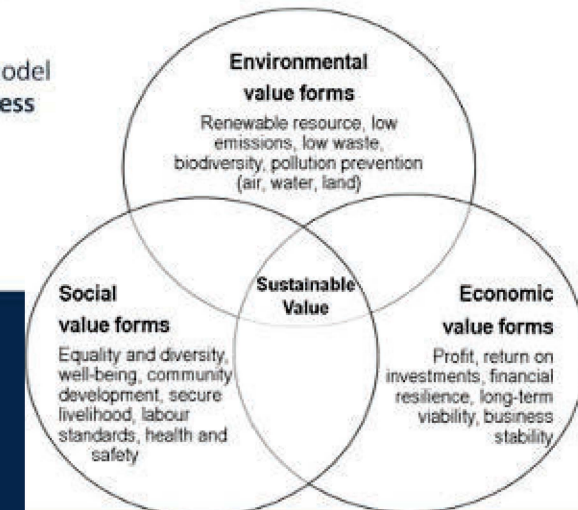 odel
ess
Environmental
value forms
Renewable resource, low
emissions, low waste,
biodiversity, pollution prevention
(air, water, land)
Sustainable
Value
Social
value forms
Equality and diversity,
well-being, community
development, secure
livelihood, labour
standards, health and
safety
Economic
value forms
Profit, return on
investments, financial
resilience, long-term
viability, business
stability